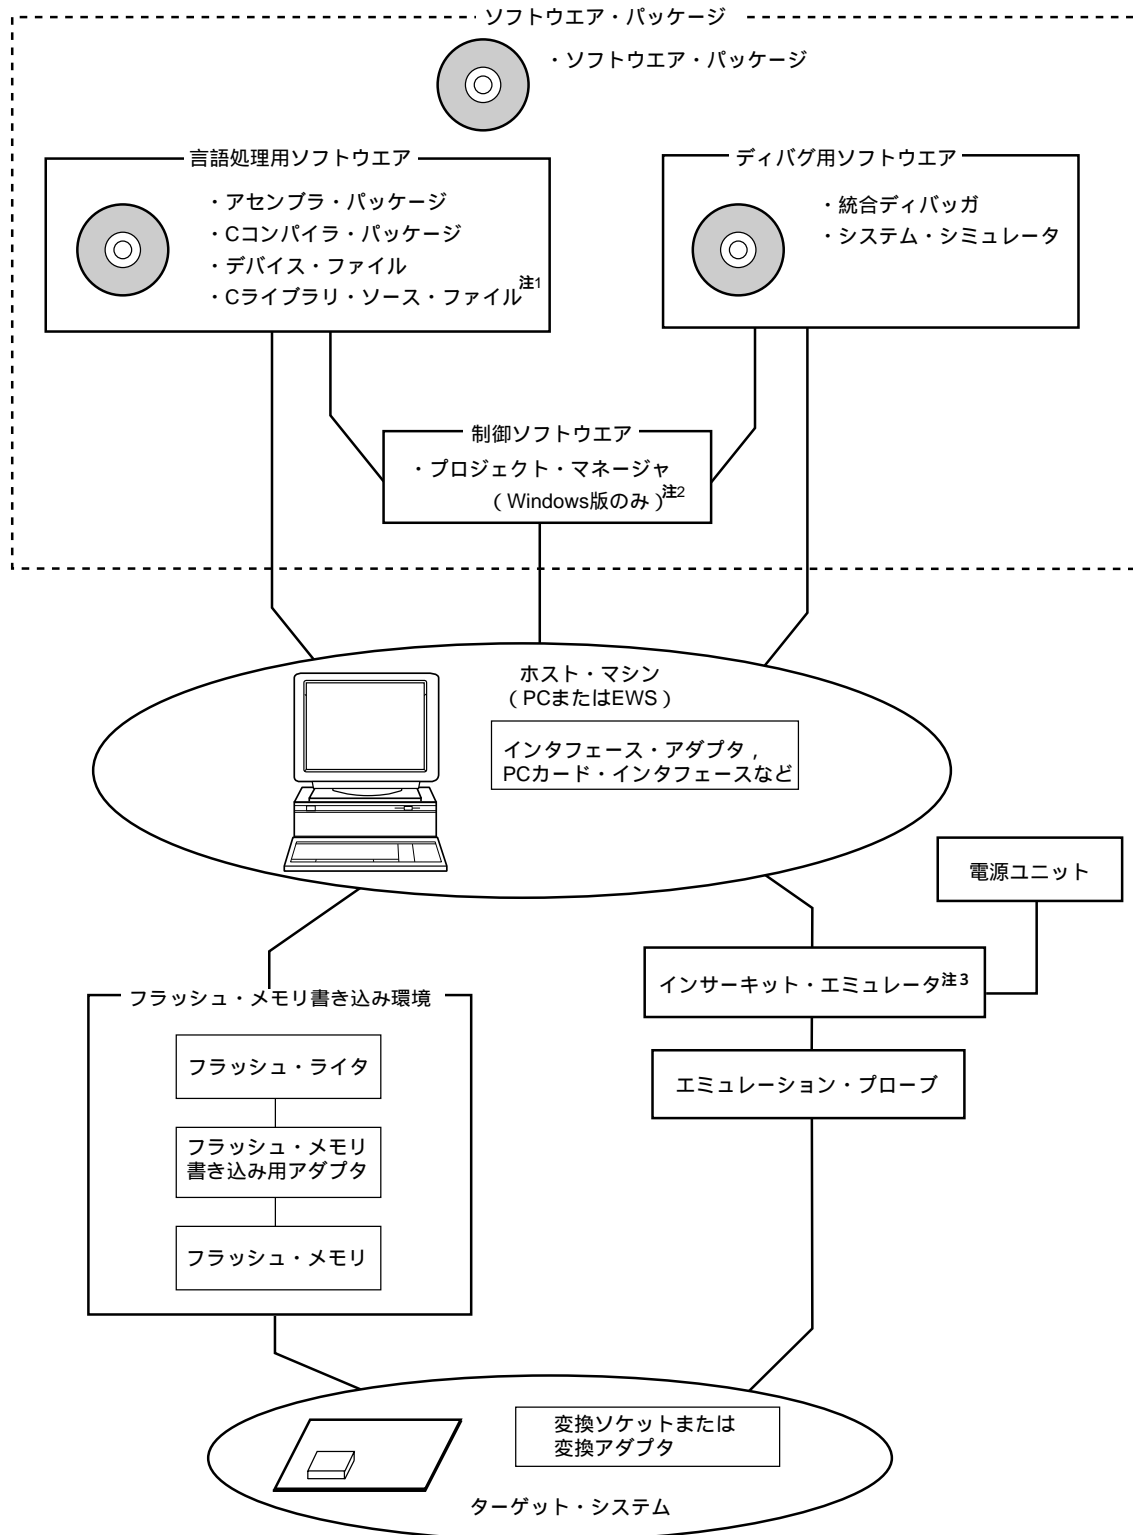 ソフトウエア・パッケージ
・ソフトウエア・パッケージ
言語処理用ソフトウエア
・アセンブラ・パッケージ
・Cコンパイラ・パッケージ
・デバイス・ファイル
・Cライブラリ・ソース・ファイル注1
ディバグ用ソフトウエア
・統合ディバッガ
・システム・シミュレータ
制御ソフトウエア
・プロジェクト・マネージャ
（Windows版のみ）注2
ホスト・マシン
（PCまたはEWS）
インタフェース・アダプタ，
PCカード・インタフェースなど
電源ユニット
インサーキット・エミュレータ注3
エミュレーション・プローブ
フラッシュ・メモリ書き込み環境
フラッシュ・ライタ
フラッシュ・メモリ
書き込み用アダプタ
フラッシュ・メモリ
変換ソケットまたは
変換アダプタ
ターゲット・システム